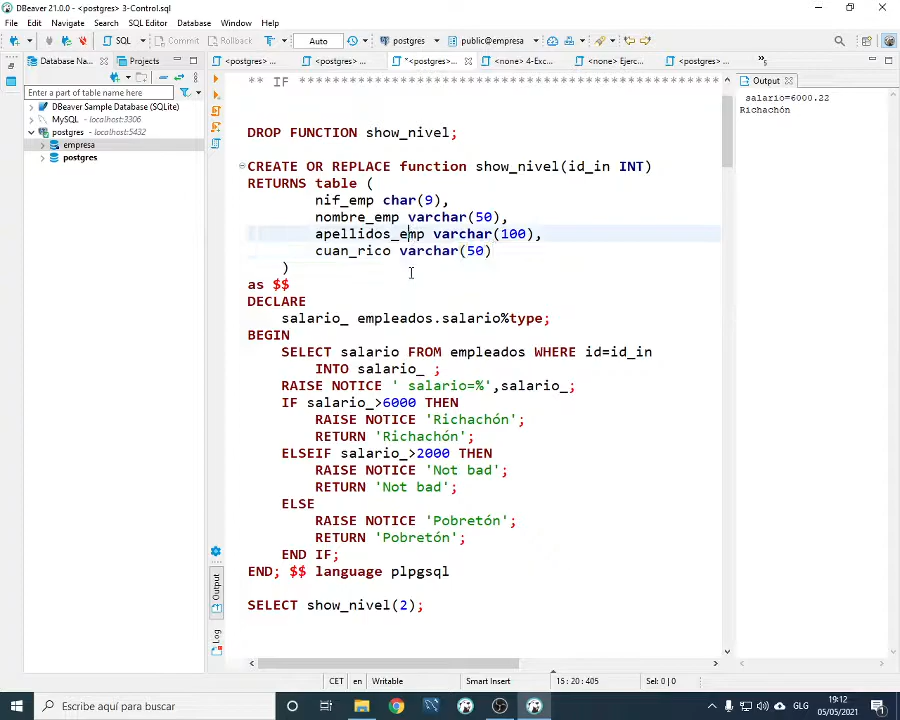 DBeaver 21.0.0 - <postgres> 3-Control.sql
File Edit Navigate Search SQL Editor Database Window Help
SQL Commit Rollback T Auto postgres public@empresa
Database Na... Projects <postgres>... <postgres> ... *<postgres>... <none> 4-Exc... <none> Ejerc... <postgres> ... Output
Enter a part of table name here
DBeaver Sample Database (SQLite)
MySQL - localhost:3306
postgres - localhost:5432
empresa
postgres
** IF ********************************************************
DROP FUNCTION show_nivel;
CREATE OR REPLACE function show_nivel(id_in INT)
RETURNS table (
nif_emp char(9),
nombre_emp varchar(50),
apellidos_emp varchar(100),
cuan_rico varchar(50)
)
as $$
DECLARE
salario_ empleados.salario%type;
BEGIN
SELECT salario FROM empleados WHERE id=id_in
INTO salario_ ;
RAISE NOTICE ' salario=%',salario_;
IF salario_>6000 THEN
RAISE NOTICE 'Richachón';
RETURN 'Richachón';
ELSEIF salario_>2000 THEN
RAISE NOTICE 'Not bad';
RETURN 'Not bad';
ELSE
RAISE NOTICE 'Pobretón';
RETURN 'Pobretón';
END IF;
END; $$ language plpgsql
SELECT show_nivel(2);
salario=6000.22
Richachón
Output
Log
CET en Writable Smart Insert 15 : 20 : 405 Sel: 0 | 0
Escribe aquí para buscar
GLG
19:12
05/05/2021
1